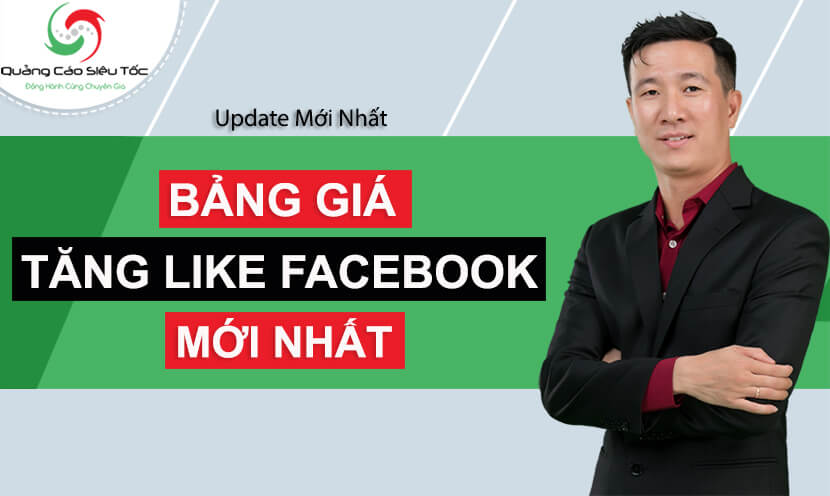 Quảng Cáo Siêu Tốc
Đồng Hành Cùng Chuyên Gia
Update Mới Nhất
BẢNG GIÁ
TĂNG LIKE FACEBOOK
MỚI NHẤT